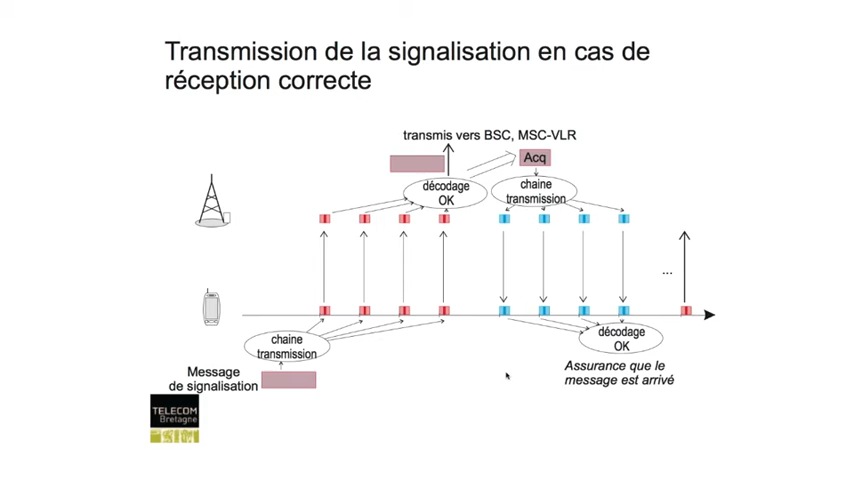 Transmission de la signalisation en cas de
réception correcte
transmis vers BSC, MSC-VLR
Acq
décodage
OK
chaine
transmission
...
chaine
transmission
décodage
OK
Message
de signalisation
Assurance que le
message est arrivé
TELECOM
Bretagne